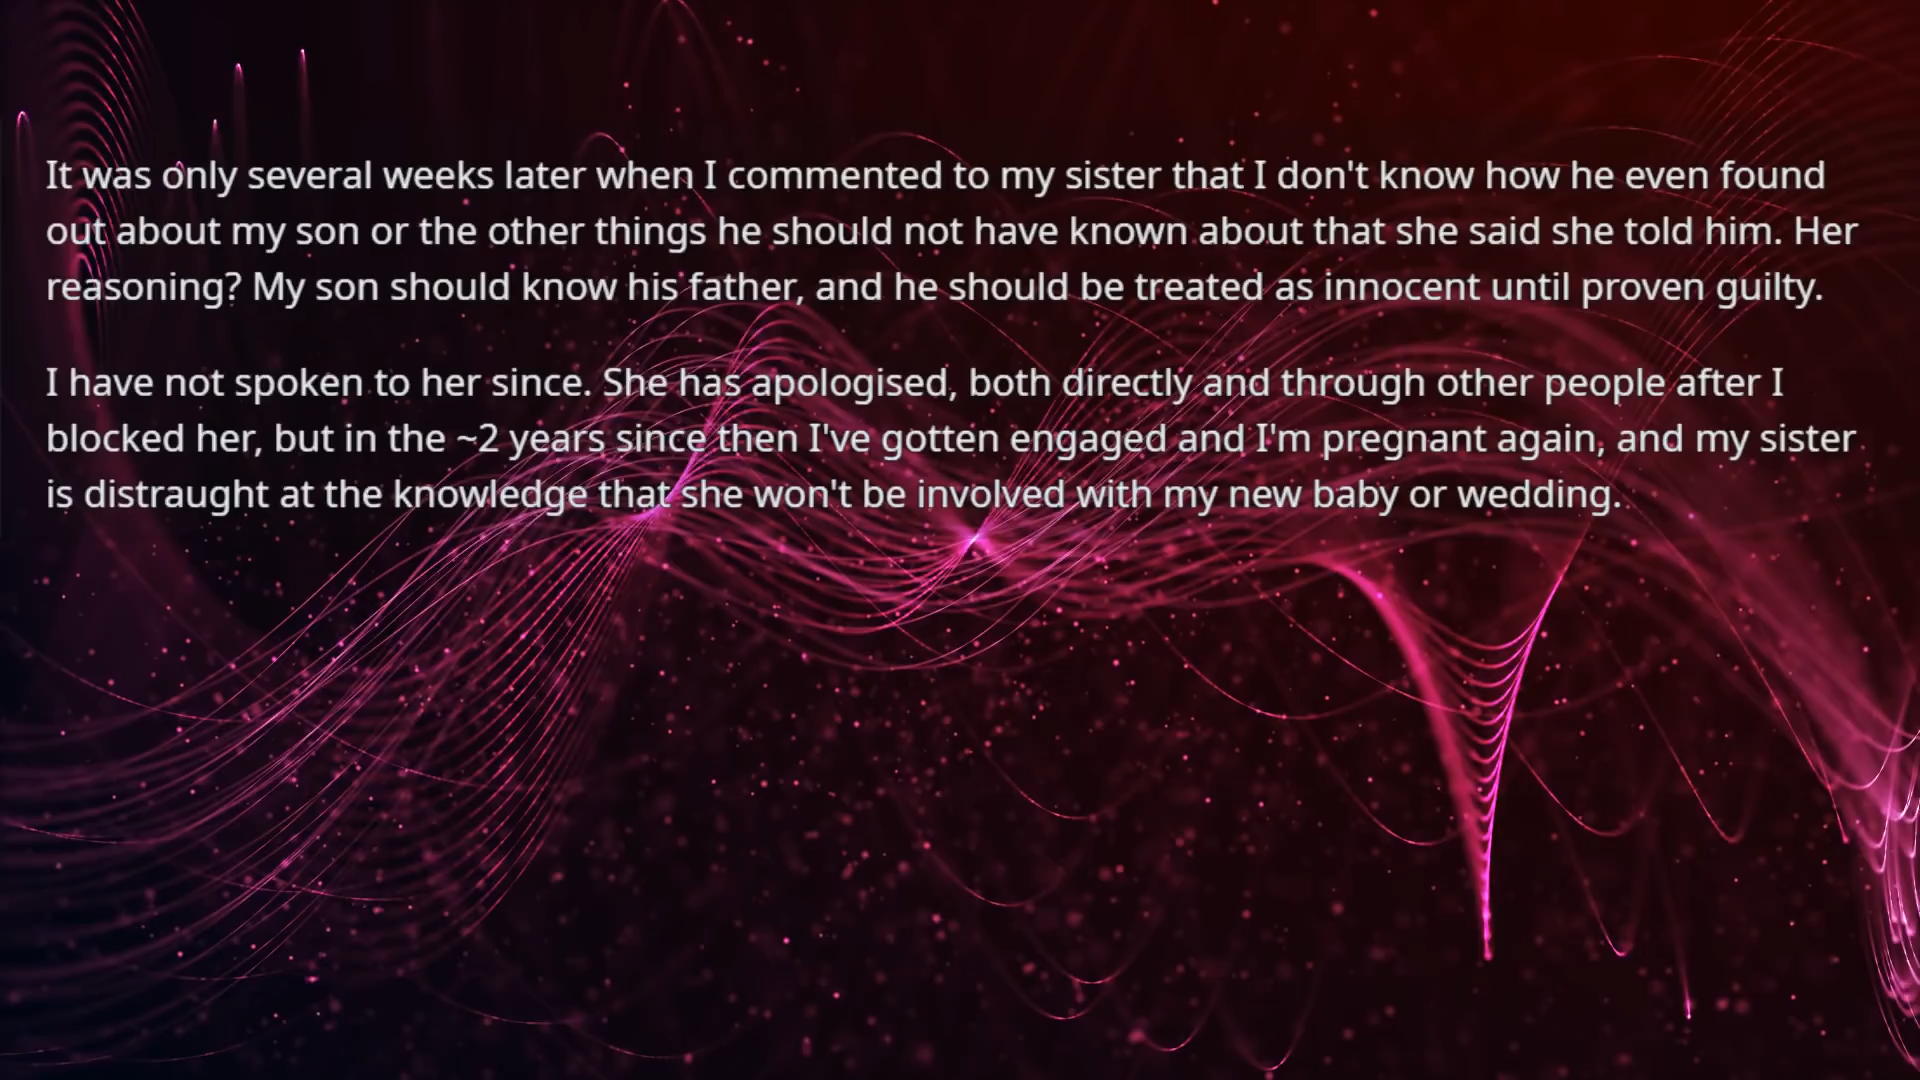 It was only several weeks later when I commented to my sister that I don't know how he even found
out about my son or the other things he should not have known about that she said she told him. Her
reasoning? My son should know his father, and he should be treated as innocent until proven guilty.
I have not spoken to her since. She has apologised, both directly and through other people after I
blocked her, but in the ~2 years since then I've gotten engaged and I'm pregnant again, and my sister
is distraught at the knowledge that she won't be involved with my new baby or wedding.